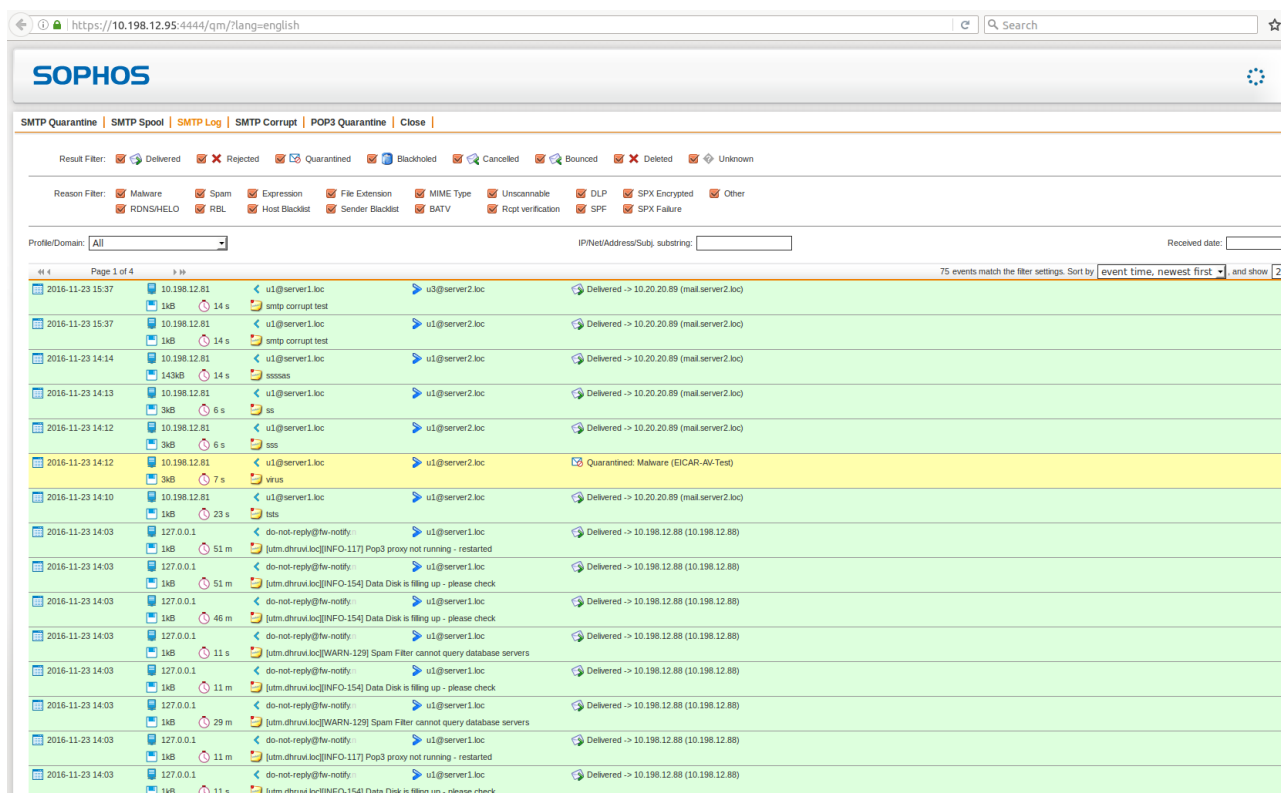 https://10.198.12.95:4444/qm/?lang=english Search
SOPHOS
SMTP Quarantine | SMTP Spool | SMTP Log | SMTP Corrupt | POP3 Quarantine | Close |
Result Filter: Delivered Rejected Quarantined Blackholed Cancelled Bounced Deleted Unknown
Reason Filter: Malware Spam Expression File Extension MIME Type Unscannable DLP SPX Encrypted Other
RDNS/HELO RBL Host Blacklist Sender Blacklist BATV Rcpt verification SPF SPX Failure
Profile/Domain: All IP/Net/Address/Subj. substring: Received date:
Page 1 of 4 75 events match the filter settings. Sort by event time, newest first , and show 2
2016-11-23 15:37 10.198.12.81 u1@server1.loc u3@server2.loc Delivered -> 10.20.20.89 (mail.server2.loc)
1kB 14 s smtp corrupt test
2016-11-23 15:37 10.198.12.81 u1@server1.loc u1@server2.loc Delivered -> 10.20.20.89 (mail.server2.loc)
1kB 14 s smtp corrupt test
2016-11-23 14:14 10.198.12.81 u1@server1.loc u1@server2.loc Delivered -> 10.20.20.89 (mail.server2.loc)
143kB 14 s ssssas
2016-11-23 14:13 10.198.12.81 u1@server1.loc u1@server2.loc Delivered -> 10.20.20.89 (mail.server2.loc)
3kB 6 s ss
2016-11-23 14:12 10.198.12.81 u1@server1.loc u1@server2.loc Delivered -> 10.20.20.89 (mail.server2.loc)
3kB 6 s sss
2016-11-23 14:12 10.198.12.81 u1@server1.loc u1@server2.loc Quarantined: Malware (EICAR-AV-Test)
3kB 7 s virus
2016-11-23 14:10 10.198.12.81 u1@server1.loc u1@server2.loc Delivered -> 10.20.20.89 (mail.server2.loc)
1kB 23 s tsts
2016-11-23 14:03 127.0.0.1 do-not-reply@fw-notify. u1@server1.loc Delivered -> 10.198.12.88 (10.198.12.88)
1kB 51 m [utm.dhruvi.loc][INFO-117] Pop3 proxy not running - restarted
2016-11-23 14:03 127.0.0.1 do-not-reply@fw-notify. u1@server1.loc Delivered -> 10.198.12.88 (10.198.12.88)
1kB 51 m [utm.dhruvi.loc][INFO-154] Data Disk is filling up - please check
2016-11-23 14:03 127.0.0.1 do-not-reply@fw-notify. u1@server1.loc Delivered -> 10.198.12.88 (10.198.12.88)
1kB 46 m [utm.dhruvi.loc][INFO-154] Data Disk is filling up - please check
2016-11-23 14:03 127.0.0.1 do-not-reply@fw-notify. u1@server1.loc Delivered -> 10.198.12.88 (10.198.12.88)
1kB 11 s [utm.dhruvi.loc][WARN-129] Spam Filter cannot query database servers
2016-11-23 14:03 127.0.0.1 do-not-reply@fw-notify. u1@server1.loc Delivered -> 10.198.12.88 (10.198.12.88)
1kB 11 m [utm.dhruvi.loc][INFO-154] Data Disk is filling up - please check
2016-11-23 14:03 127.0.0.1 do-not-reply@fw-notify. u1@server1.loc Delivered -> 10.198.12.88 (10.198.12.88)
1kB 29 m [utm.dhruvi.loc][WARN-129] Spam Filter cannot query database servers
2016-11-23 14:03 127.0.0.1 do-not-reply@fw-notify. u1@server1.loc Delivered -> 10.198.12.88 (10.198.12.88)
1kB 11 m [utm.dhruvi.loc][INFO-117] Pop3 proxy not running - restarted
2016-11-23 14:03 127.0.0.1 do-not-reply@fw-notify. u1@server1.loc Delivered -> 10.198.12.88 (10.198.12.88)
1kB 11 s [utm.dhruvi.loc][INFO-154] Data Disk is filling up - please check